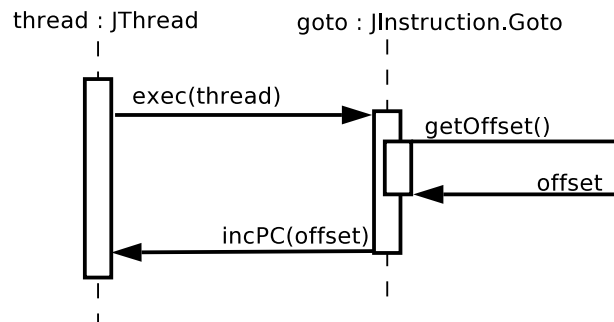 thread : JThread
goto : JInstruction.Goto
exec(thread)
getOffset()
offset
incPC(offset)